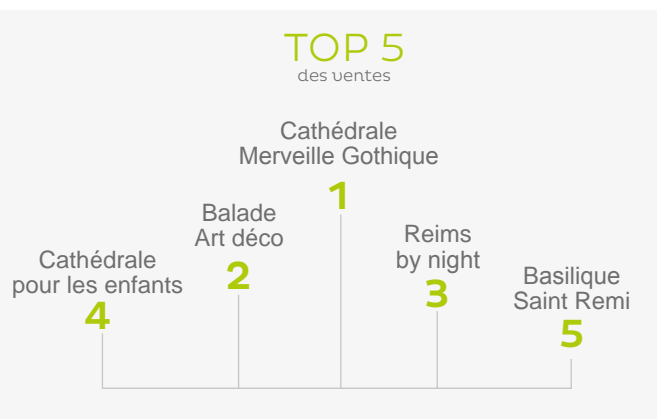 TOP 5
des ventes
Cathédrale
Merveille Gothique
1
Balade
Art déco
2
Reims
by night
3
Cathédrale
pour les enfants
4
Basilique
Saint Remi
5